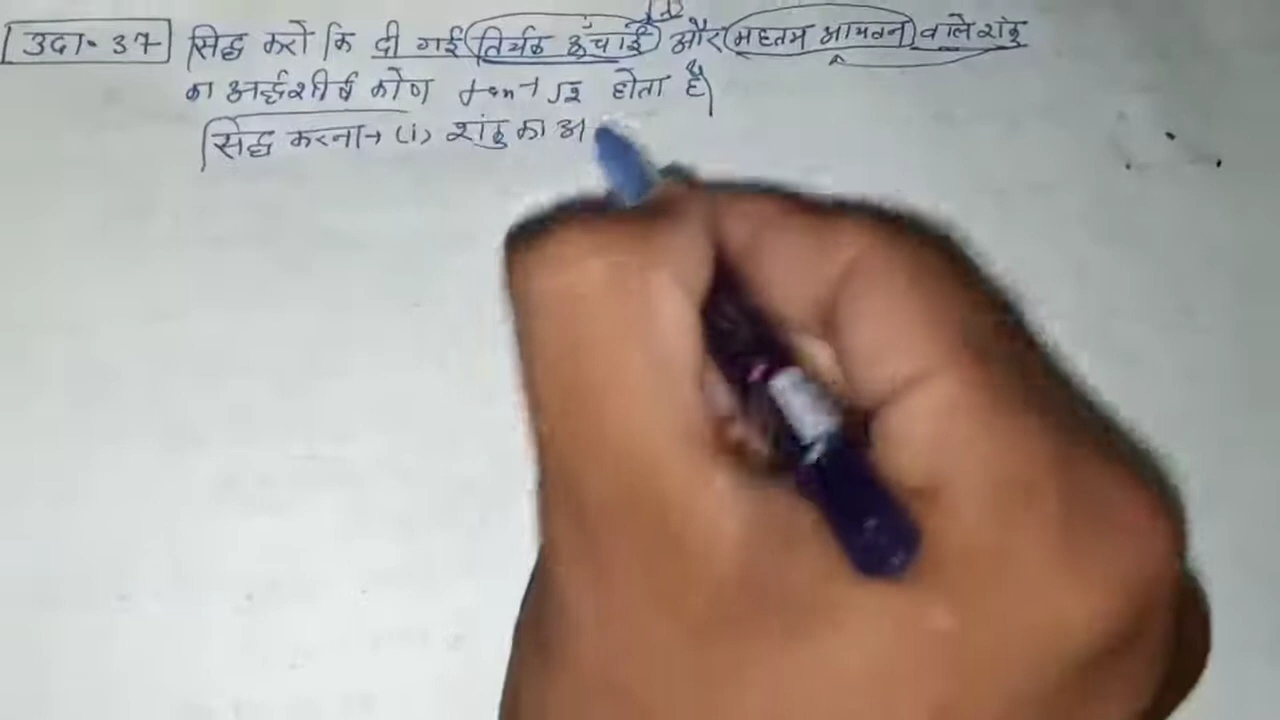 उदा- 37 सिद्ध करो कि दी गई तिर्यक ऊंचाई और महत्तम आयतन वाले शंकु
का अर्द्धशीर्ष कोण tan⁻¹ √2 होता है|
सिद्ध करना→ (i) शंकु का अ